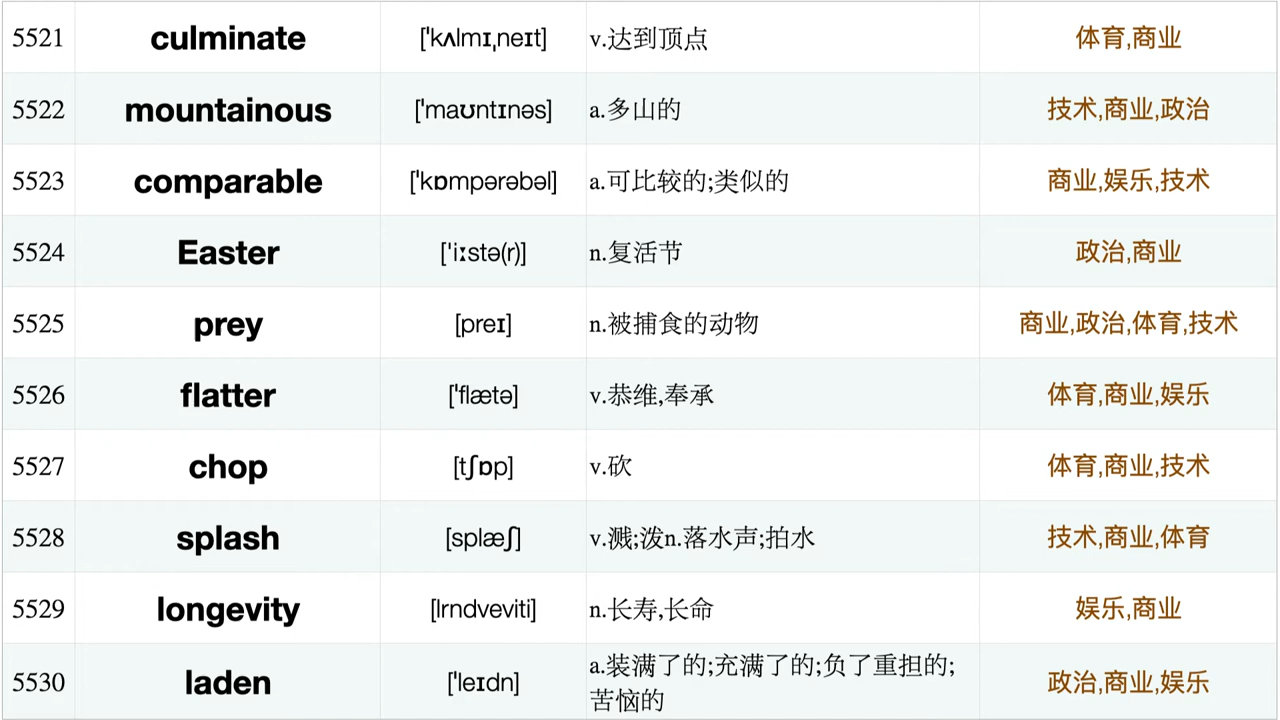 5521 culminate [ˈkʌlmɪˌneɪt] v.达到顶点 体育,商业
5522 mountainous [ˈmaʊntɪnəs] a.多山的 技术,商业,政治
5523 comparable [ˈkɒmpərəbəl] a.可比较的;类似的 商业,娱乐,技术
5524 Easter [ˈiːstə(r)] n.复活节 政治,商业
5525 prey [preɪ] n.被捕食的动物 商业,政治,体育,技术
5526 flatter [ˈflætə] v.恭维,奉承 体育,商业,娱乐
5527 chop [tʃɒp] v.砍 体育,商业,技术
5528 splash [splæʃ] v.溅;泼n.落水声;拍水 技术,商业,体育
5529 longevity [lrndveviti] n.长寿,长命 娱乐,商业
5530 laden [ˈleɪdn] a.装满了的;充满了的;负了重担的; 政治,商业,娱乐
苦恼的